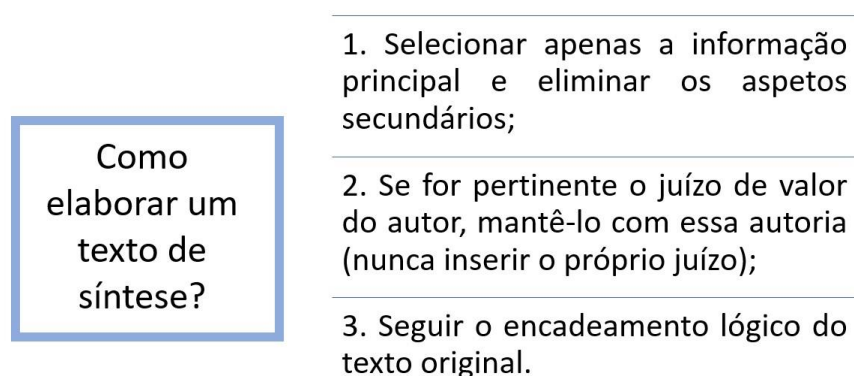 Como
elaborar um
texto de
síntese?
1. Selecionar apenas a informação
principal e eliminar os aspetos
secundários;
2. Se for pertinente o juízo de valor
do autor, mantê-lo com essa autoria
(nunca inserir o próprio juízo);
3. Seguir o encadeamento lógico do
texto original.